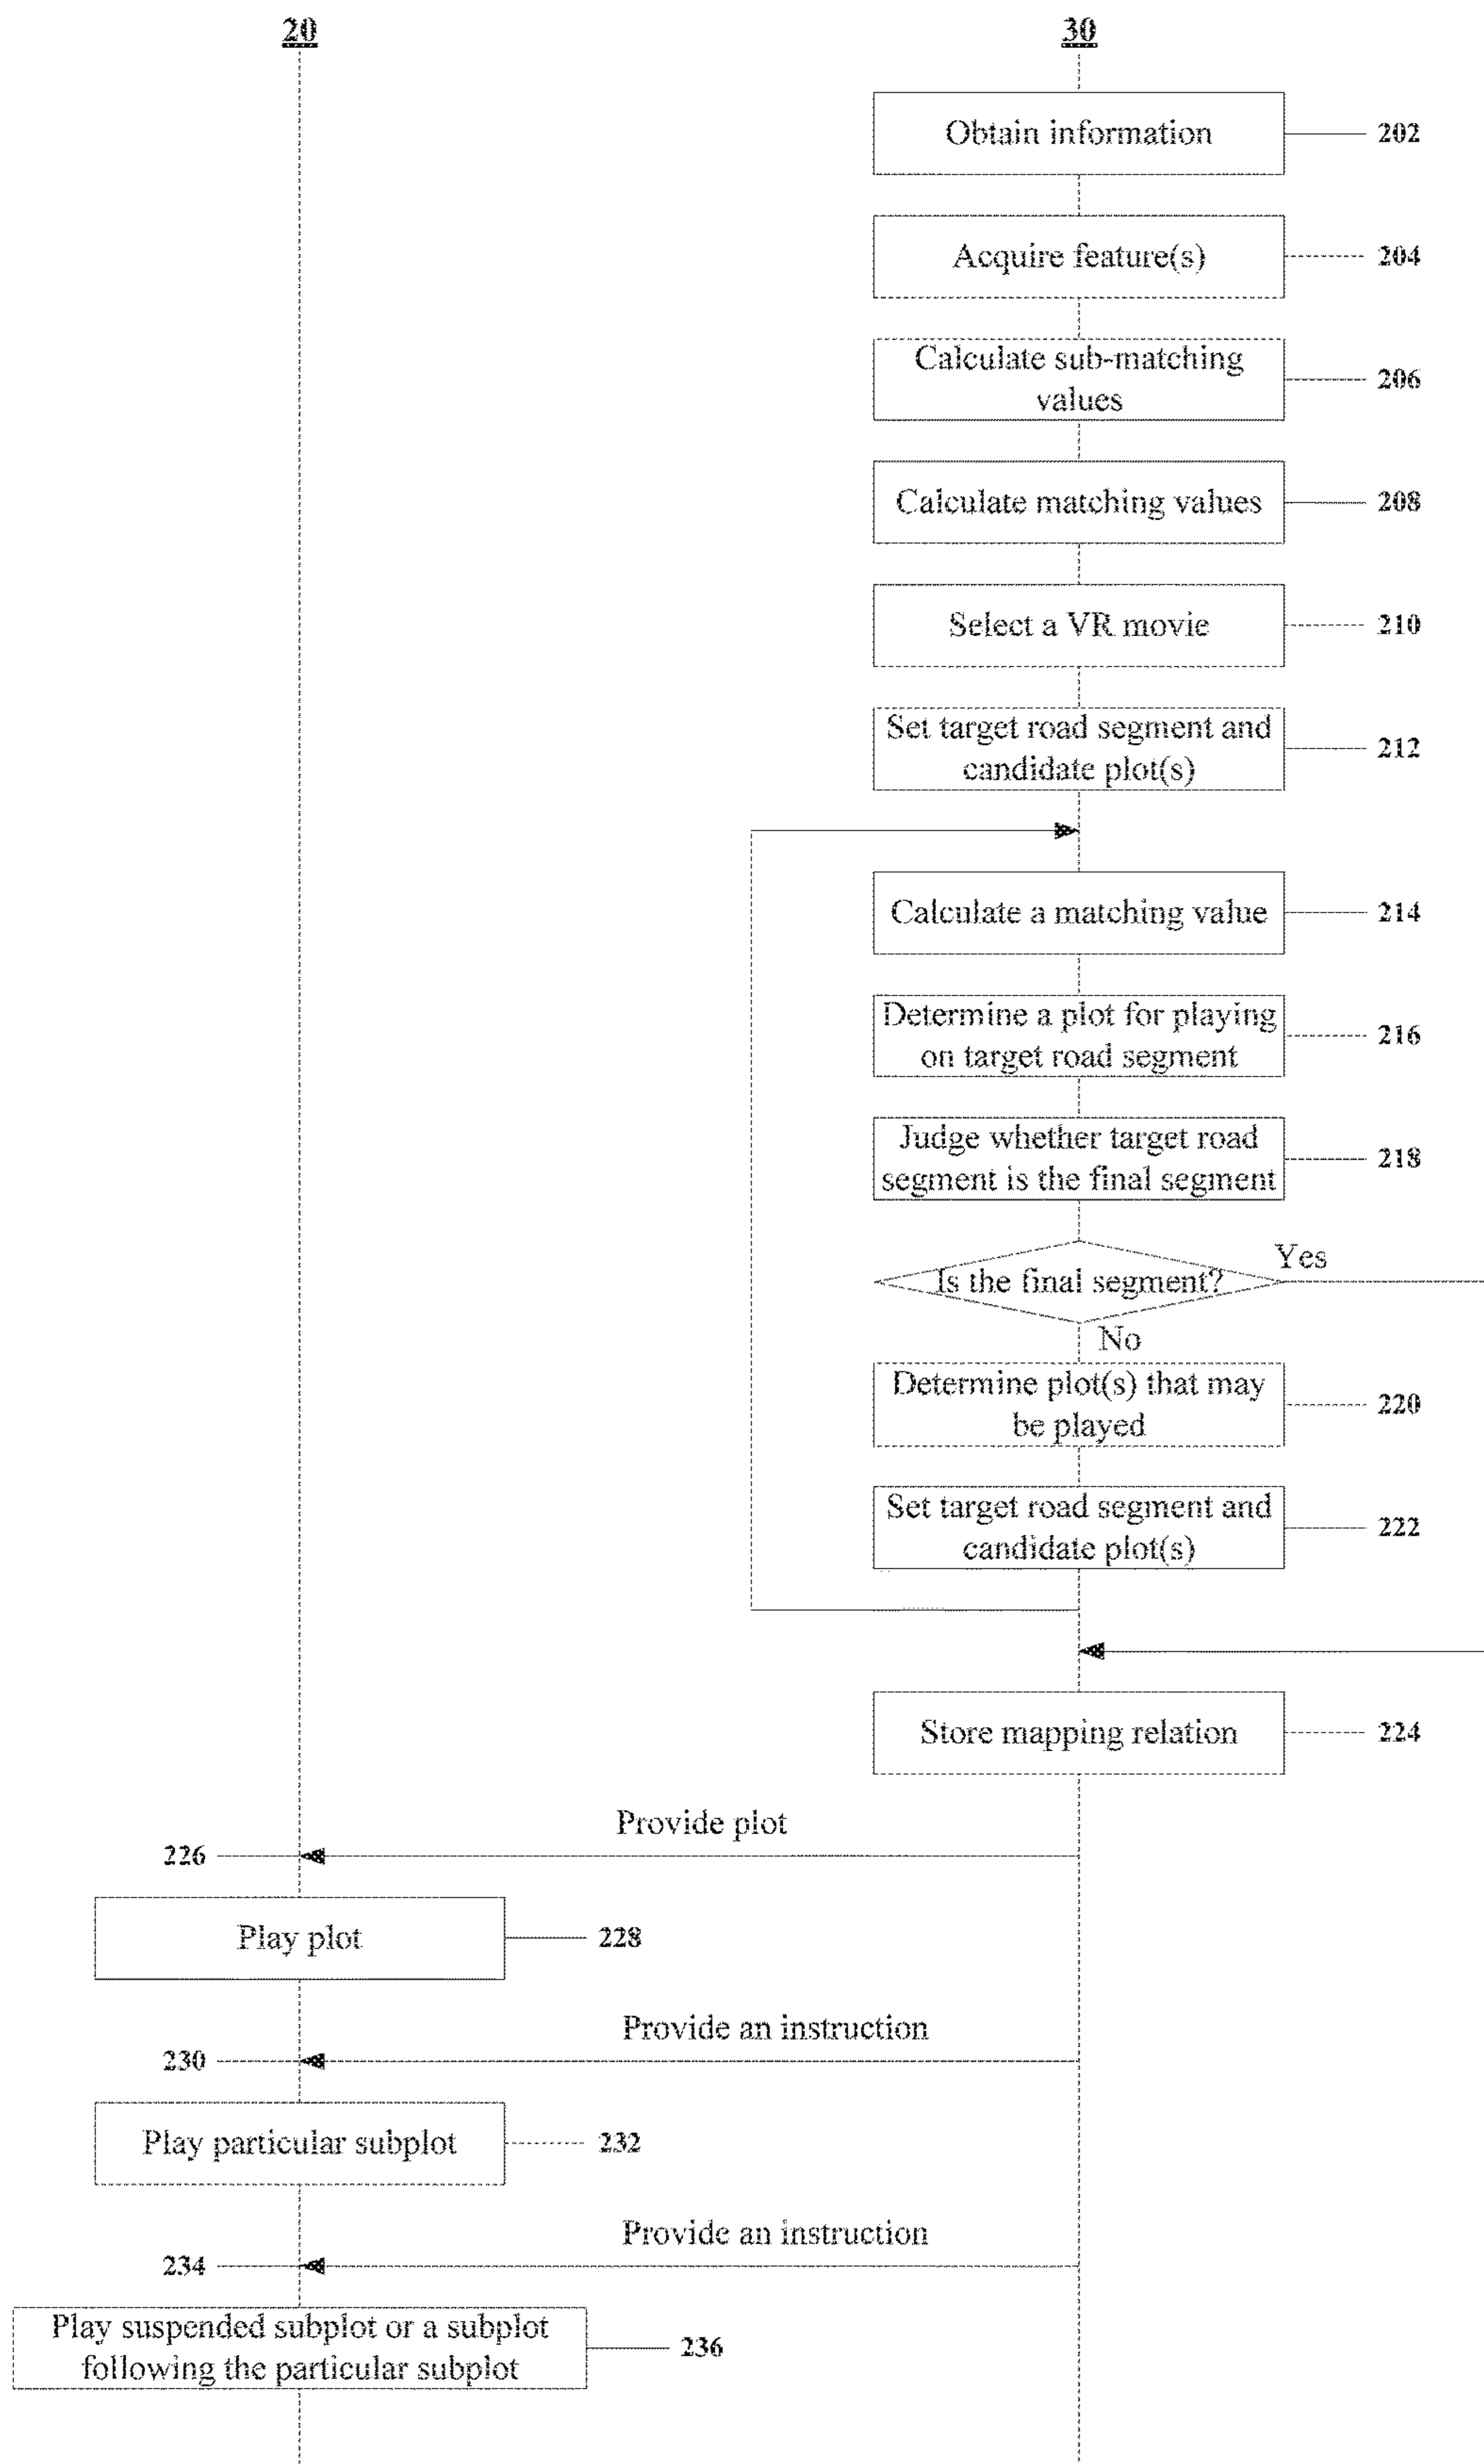 20
30
Obtain information
202
Acquire feature(s)
204
Calculate sub-matching
values
206
Calculate matching values
208
Select a VR movie
210
Set target road segment and
candidate plot(s)
212
Calculate a matching value
214
Determine a plot for playing
on target road segment
216
Judge whether target road
segment is the final segment
218
Is the final segment?
Yes
No
Determine plot(s) that may
be played
220
Set target road segment and
candidate plot(s)
222
Store mapping relation
224
Provide plot
226
Play plot
228
Provide an instruction
230
Play particular subplot
232
Provide an instruction
234
Play suspended subplot or a subplot
following the particular subplot
236